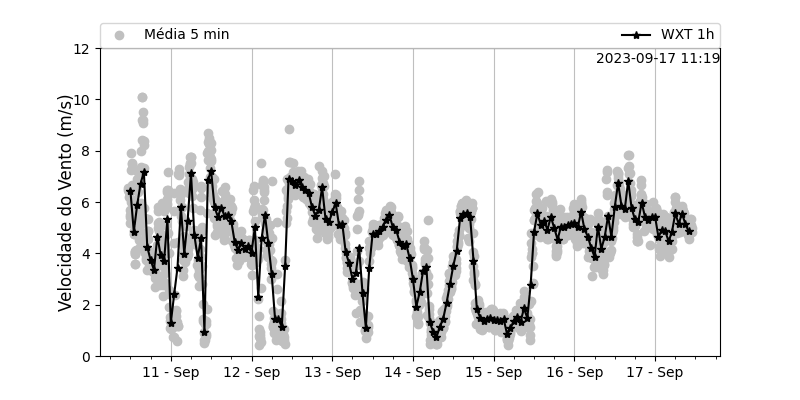 Média 5 min
WXT 1h
2023-09-17 11:19
Velocidade do Vento (m/s)
12
10
8
6
4
2
0
11 - Sep
12 - Sep
13 - Sep
14 - Sep
15 - Sep
16 - Sep
17 - Sep